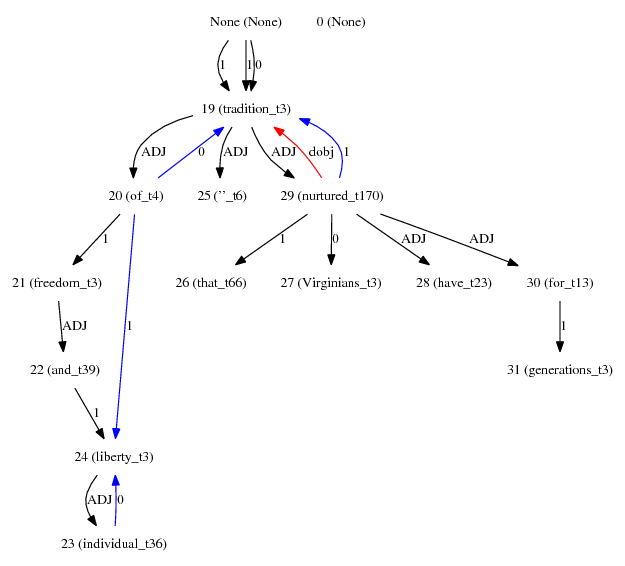 None (None) 0 (None)
1 1 0
19 (tradition_t3)
ADJ 0 ADJ ADJ dobj 1
20 (of_t4) 25 (''_t6) 29 (nurtured_t170)
1 1 1 0 ADJ ADJ
21 (freedom_t3) 26 (that_t66) 27 (Virginians_t3) 28 (have_t23) 30 (for_t13)
ADJ 1
22 (and_t39) 31 (generations_t3)
1
24 (liberty_t3)
ADJ 0
23 (individual_t36)